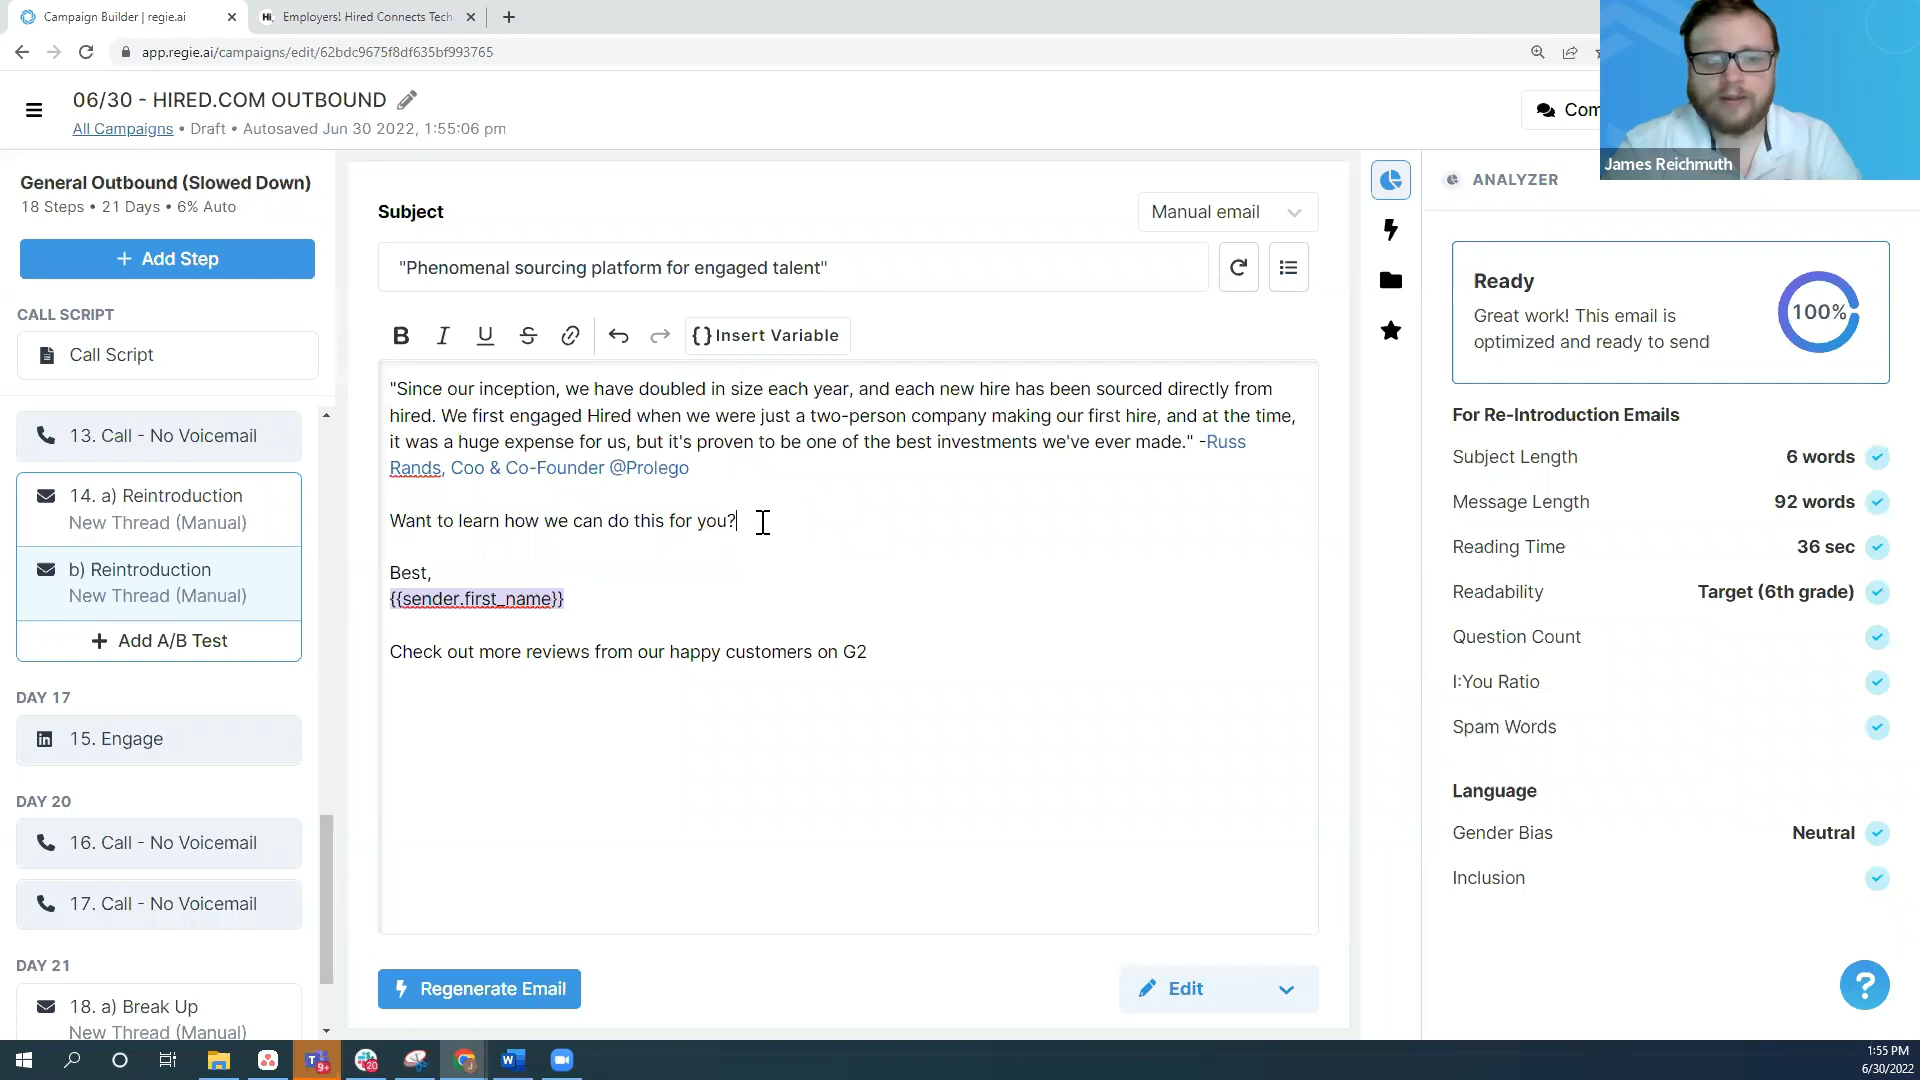 Campaign Builder | regie.ai
Hi. Employers! Hired Connects Tech
app.regie.ai/campaigns/edit/62bdc9675f8df635bf993765
06/30 - HIRED.COM OUTBOUND
All Campaigns • Draft • Autosaved Jun 30 2022, 1:55:06 pm
Com
James Reichmuth
General Outbound (Slowed Down)
18 Steps • 21 Days • 6% Auto
+ Add Step
CALL SCRIPT
Call Script
13. Call - No Voicemail
14. a) Reintroduction
New Thread (Manual)
b) Reintroduction
New Thread (Manual)
+ Add A/B Test
DAY 17
15. Engage
DAY 20
16. Call - No Voicemail
17. Call - No Voicemail
DAY 21
18. a) Break Up
New Thread (Manual)
Subject
Manual email
"Phenomenal sourcing platform for engaged talent"
B I U S {} Insert Variable
"Since our inception, we have doubled in size each year, and each new hire has been sourced directly from
hired. We first engaged Hired when we were just a two-person company making our first hire, and at the time,
it was a huge expense for us, but it's proven to be one of the best investments we've ever made." -Russ
Rands, Coo & Co-Founder @Prolego
Want to learn how we can do this for you?
Best,
{{sender.first_name}}
Check out more reviews from our happy customers on G2
Regenerate Email
Edit
ANALYZER
Ready
Great work! This email is
optimized and ready to send
100%
For Re-Introduction Emails
Subject Length 6 words
Message Length 92 words
Reading Time 36 sec
Readability Target (6th grade)
Question Count
I:You Ratio
Spam Words
Language
Gender Bias Neutral
Inclusion
?
9+
20
1:55 PM
6/30/2022